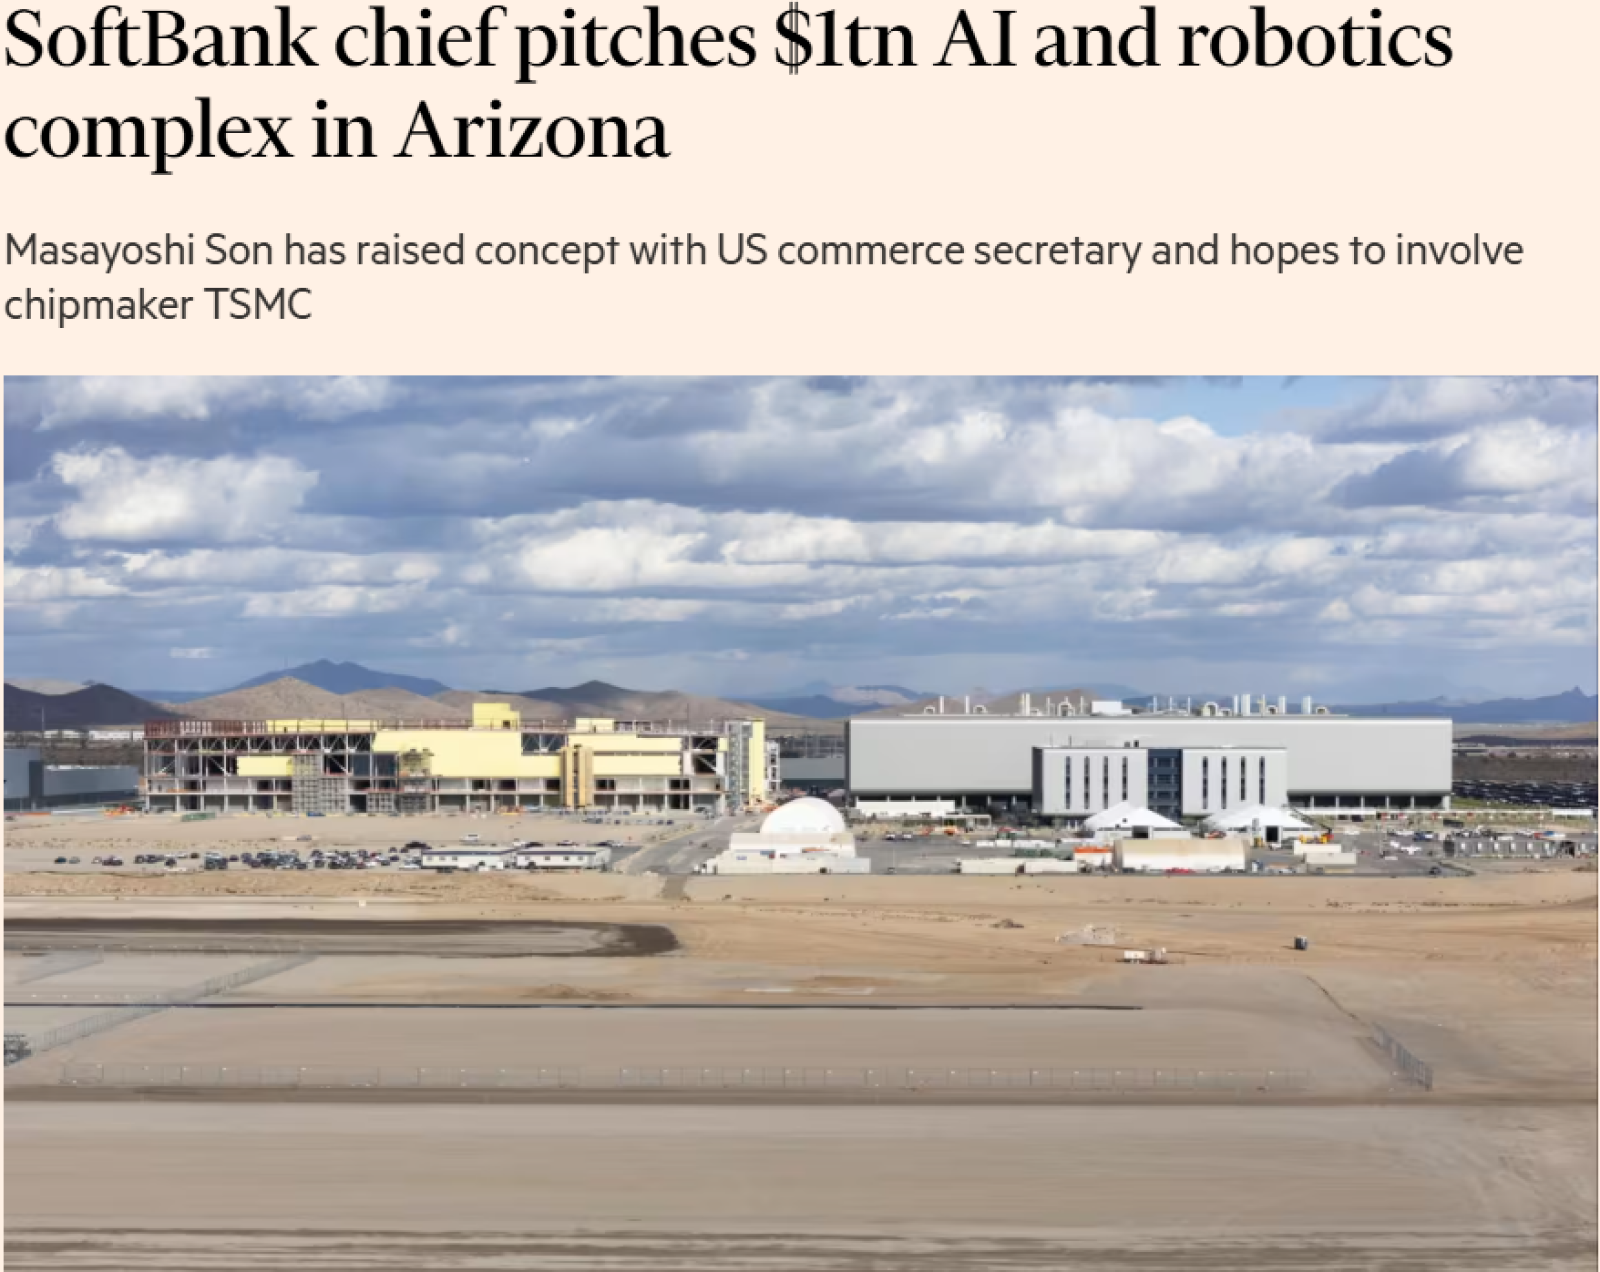 SoftBank chief pitches $1tn AI and robotics
complex in Arizona
Masayoshi Son has raised concept with US commerce secretary and hopes to involve
chipmaker TSMC